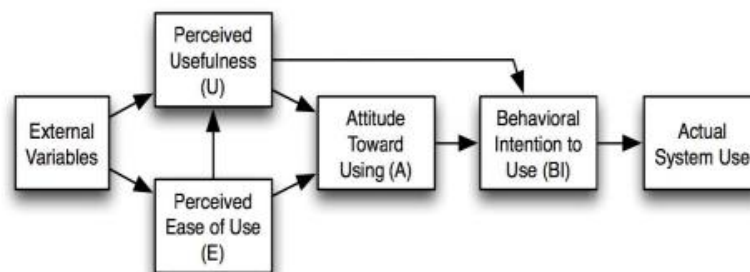 Perceived
Usefulness
(U)
External
Variables
Perceived
Ease of Use
(E)
Attitude
Toward
Using (A)
Behavioral
Intention to
Use (BI)
Actual
System Use